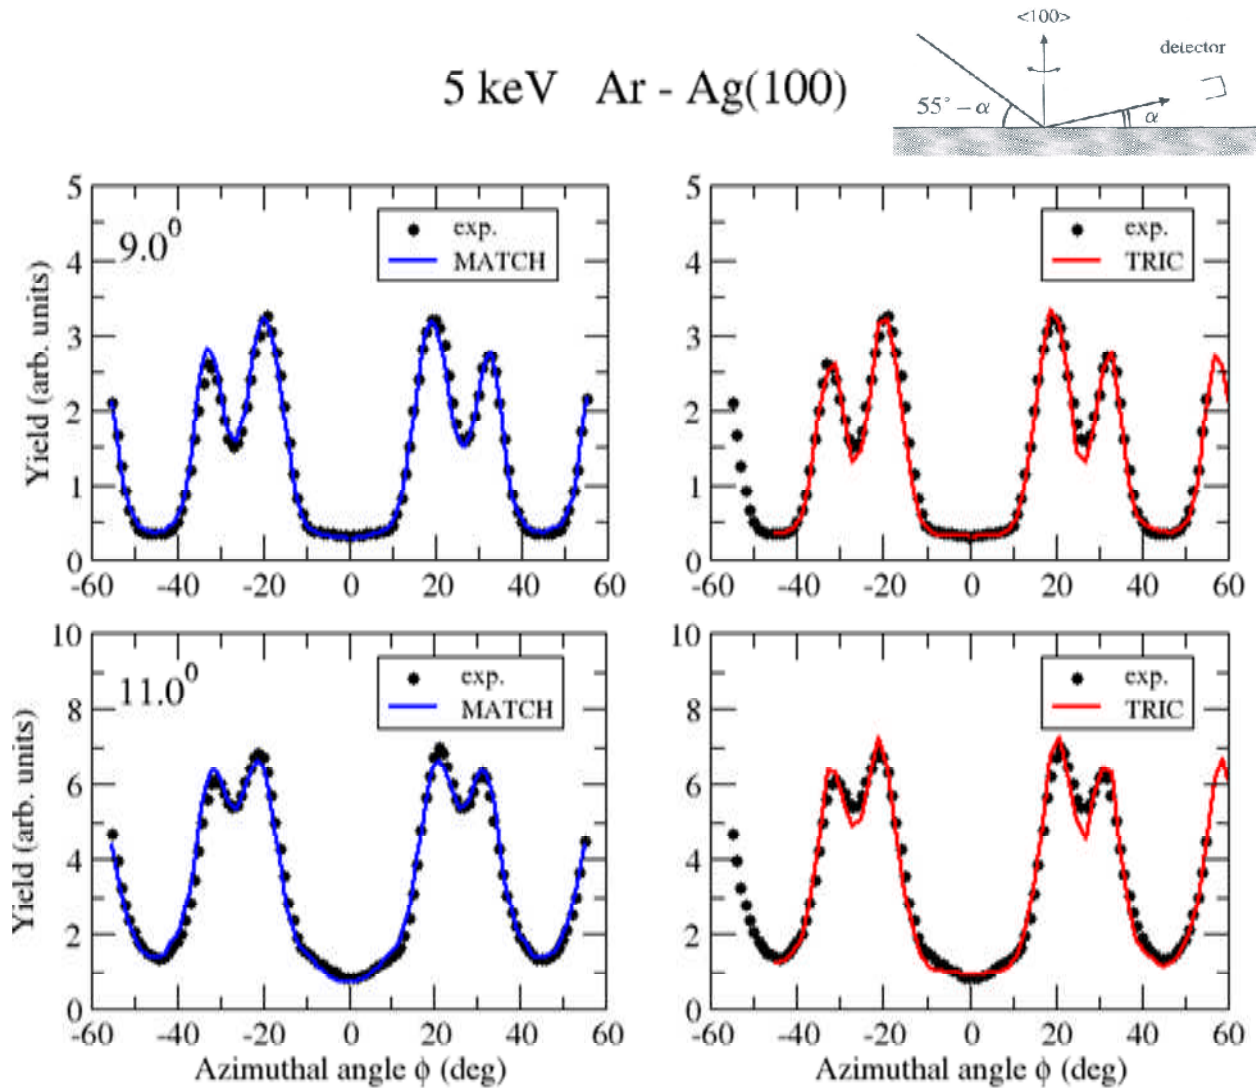 <100>
detector
5 keV Ar - Ag(100)
55° − α
α
5
4
3
2
1
0
Yield (arb. units)
9.0⁰
exp.
MATCH
-60 -40 -20 0 20 40 60
5
4
3
2
1
0
exp.
TRIC
-60 -40 -20 0 20 40 60
10
8
6
4
2
0
Yield (arb. units)
11.0⁰
exp.
MATCH
-60 -40 -20 0 20 40 60
Azimuthal angle ϕ (deg)
10
8
6
4
2
0
exp.
TRIC
-60 -40 -20 0 20 40 60
Azimuthal angle ϕ (deg)